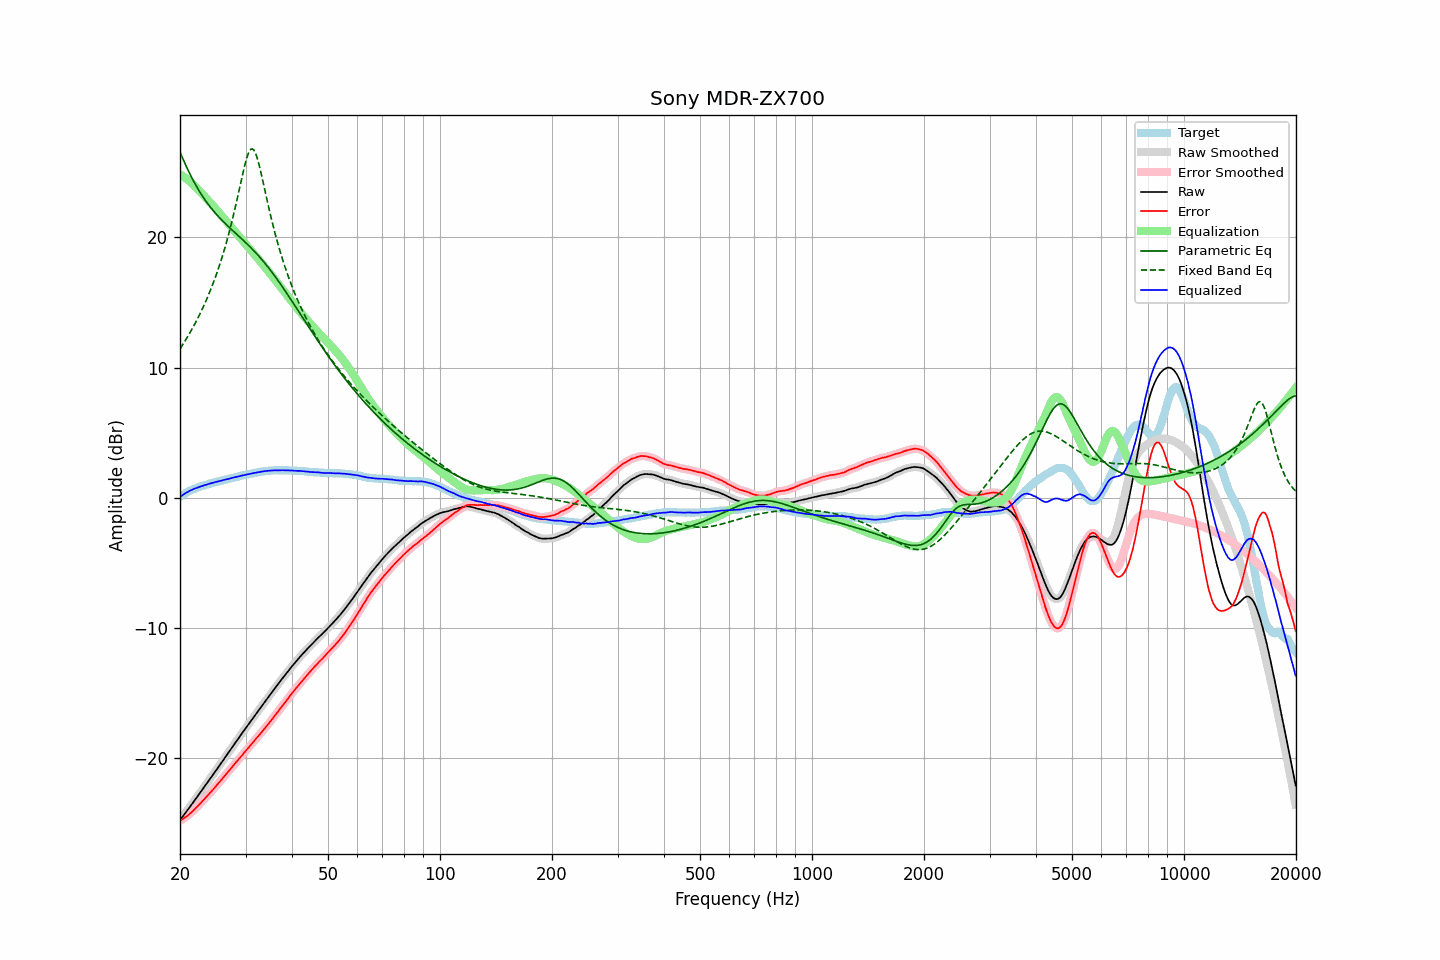 Sony MDR-ZX700
Target
Raw Smoothed
Error Smoothed
Raw
Error
Equalization
Parametric Eq
Fixed Band Eq
Equalized
Amplitude (dBr)
20
10
0
−10
−20
20 50 100 200 500 1000 2000 5000 10000 20000
Frequency (Hz)